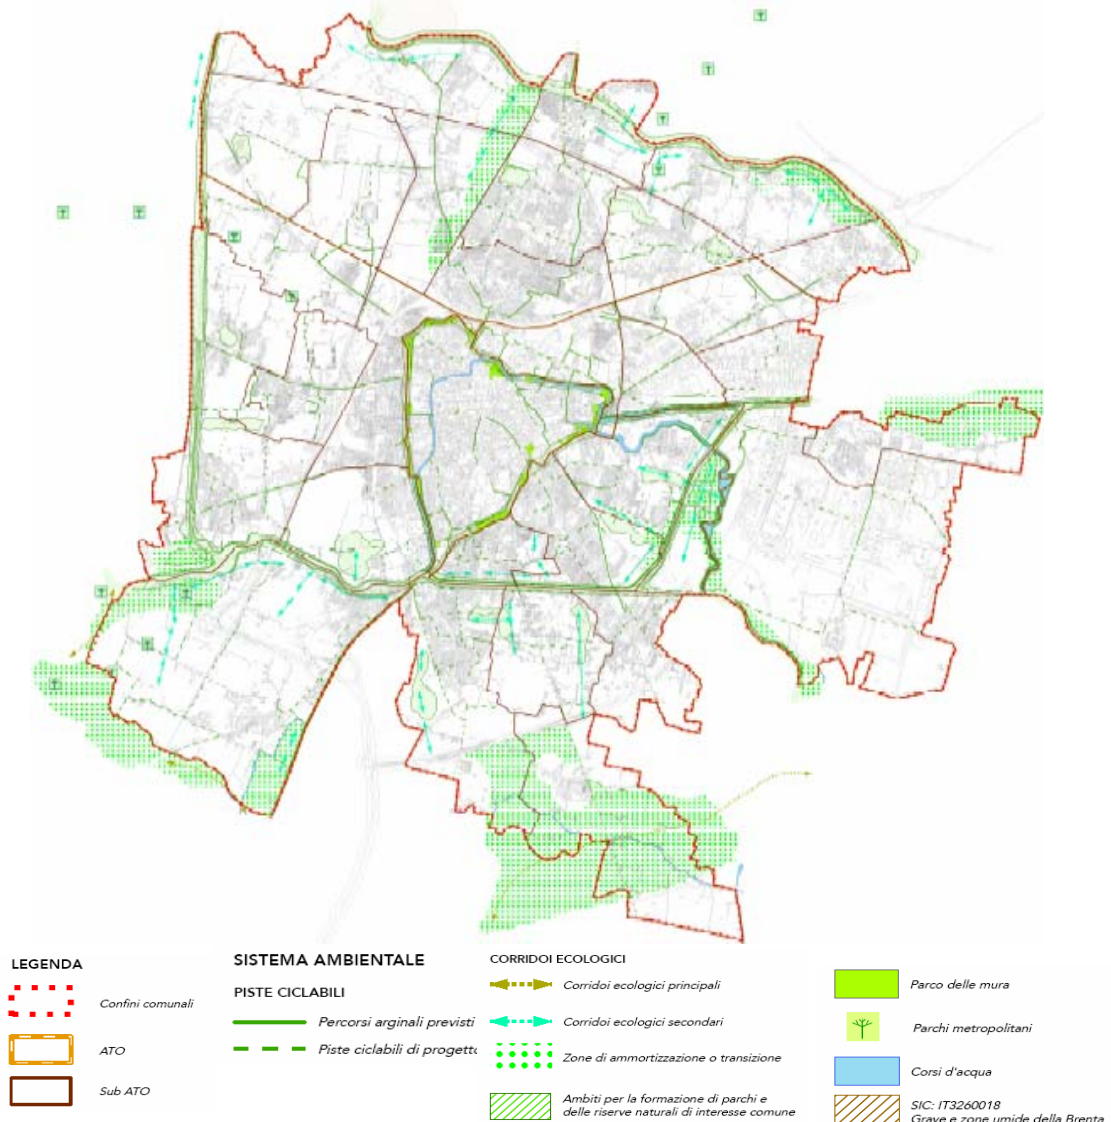 LEGENDA
Confini comunali
ATO
Sub ATO
SISTEMA AMBIENTALE
PISTE CICLABILI
Percorsi arginali previsti
Piste ciclabili di progetto
CORRIDOI ECOLOGICI
Corridoi ecologici principali
Corridoi ecologici secondari
Zone di ammortizzazione o transizione
Ambiti per la formazione di parchi e
delle riserve naturali di interesse comune
Parco delle mura
Parchi metropolitani
Corsi d'acqua
SIC: IT3260018
Grave e zone umide della Brenta